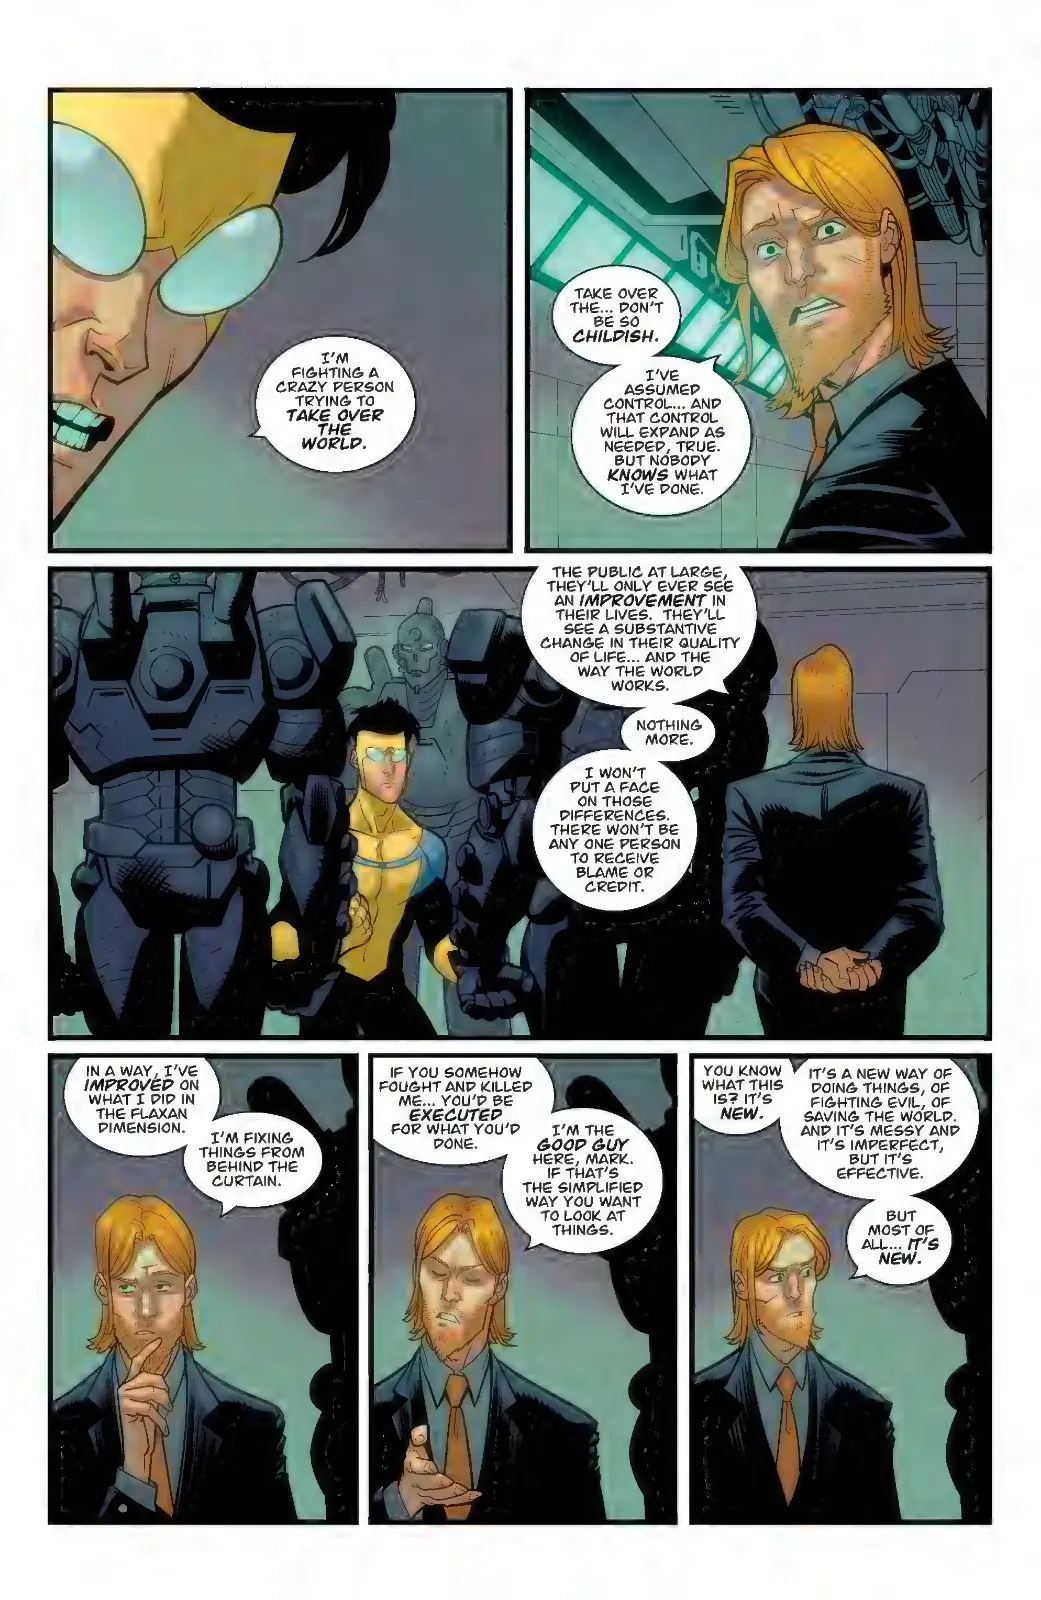 I'M
FIGHTING A
CRAZY PERSON
TRYING TO
TAKE OVER
THE
WORLD.
TAKE OVER
THE... DON'T
BE SO
CHILDISH.
I'VE
ASSUMED
CONTROL... AND
THAT CONTROL
WILL EXPAND AS
NEEDED, TRUE.
BUT NOBODY
KNOWS WHAT
I'VE DONE.
THE PUBLIC AT LARGE,
THEY'LL ONLY EVER SEE
AN IMPROVEMENT IN
THEIR LIVES. THEY'LL
SEE A SUBSTANTIVE
CHANGE IN THEIR QUALITY
OF LIFE... AND THE
WAY THE WORLD
WORKS.
NOTHING
MORE.
I WON'T
PUT A FACE
ON THOSE
DIFFERENCES.
THERE WON'T BE
ANY ONE PERSON
TO RECEIVE
BLAME OR
CREDIT.
IN A WAY, I'VE
IMPROVED ON
WHAT I DID IN
THE FLAXAN
DIMENSION.
I'M FIXING
THINGS FROM
BEHIND THE
CURTAIN.
IF YOU SOMEHOW
FOUGHT AND KILLED
ME... YOU'D BE
EXECUTED
FOR WHAT YOU'D
DONE.
I'M THE
GOOD GUY
HERE, MARK.
IF THAT'S
THE SIMPLIFIED
WAY YOU WANT
TO LOOK AT
THINGS.
YOU KNOW
WHAT THIS
IS? IT'S
NEW.
IT'S A NEW WAY OF
DOING THINGS, OF
FIGHTING EVIL, OF
SAVING THE WORLD.
AND IT'S MESSY AND
IT'S IMPERFECT,
BUT IT'S
EFFECTIVE.
BUT
MOST OF
ALL... IT'S
NEW.